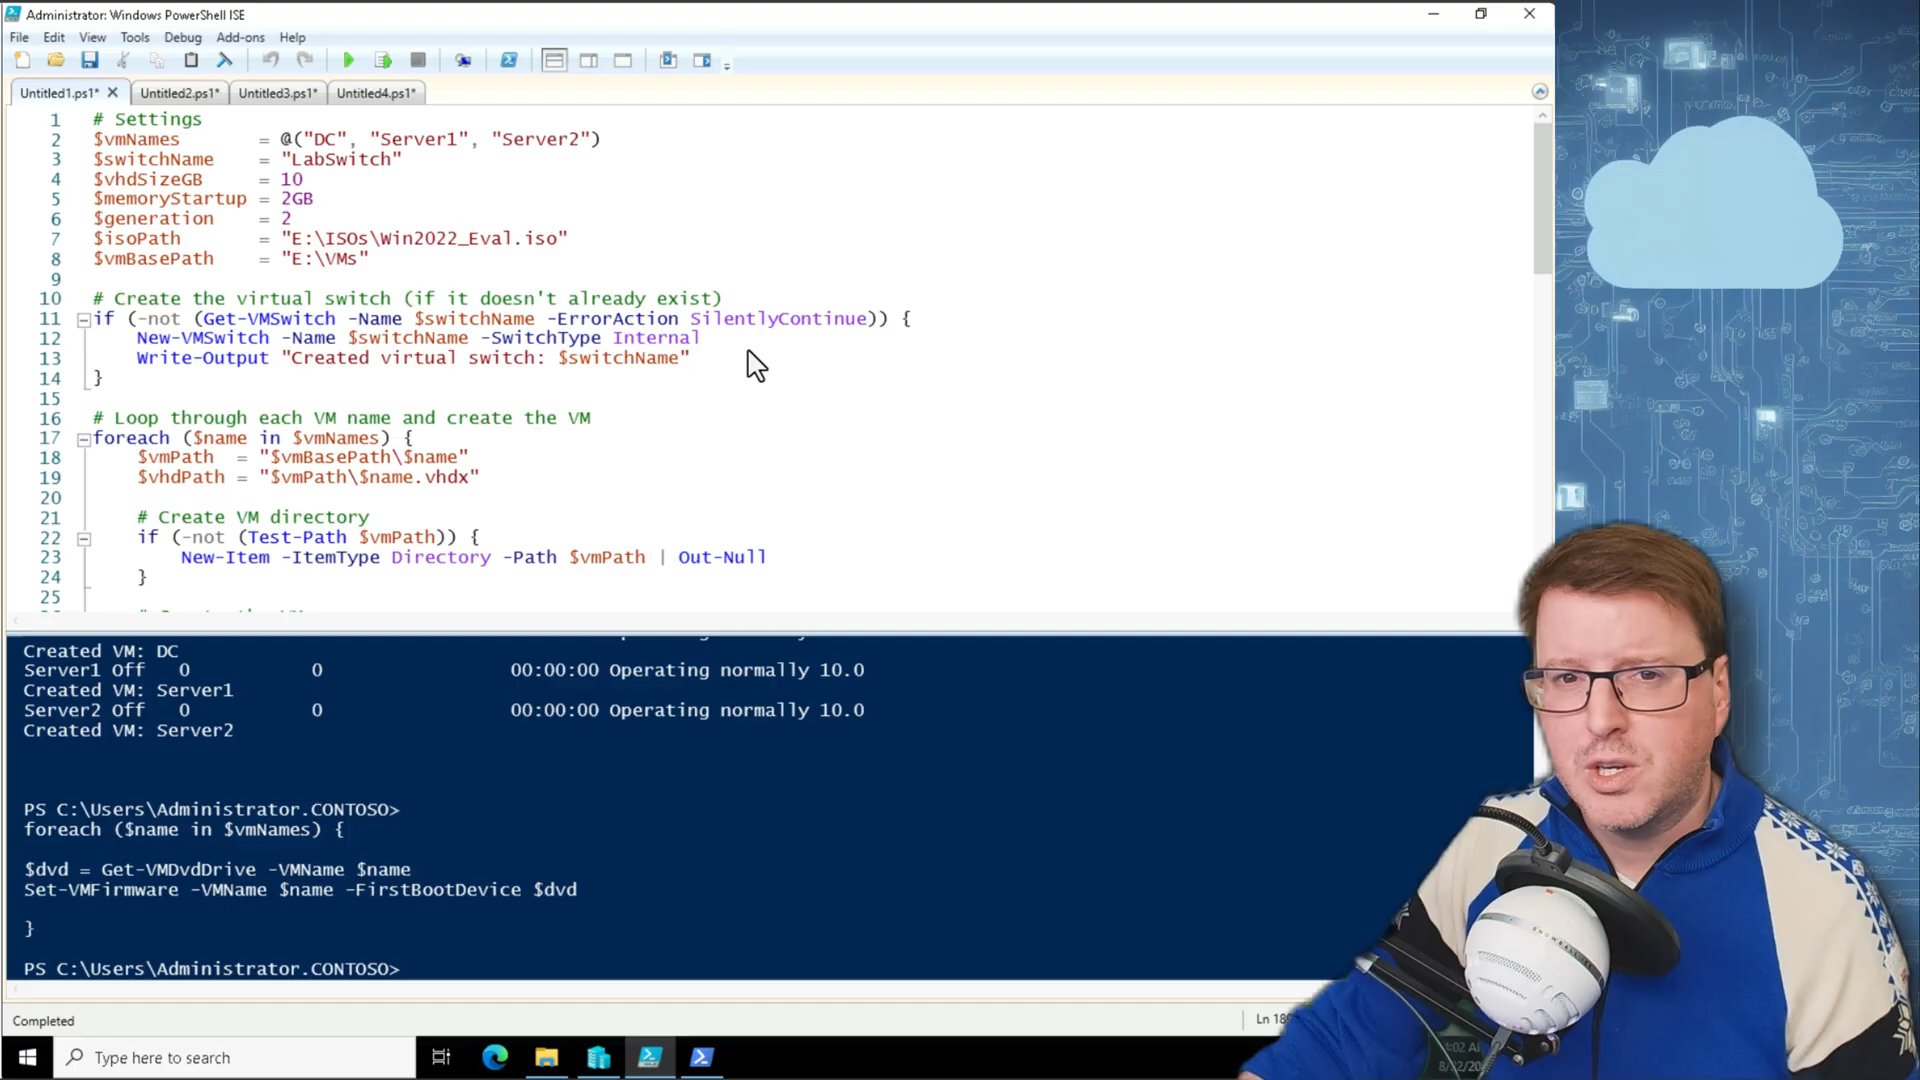 Administrator: Windows PowerShell ISE
File Edit View Tools Debug Add-ons Help
Untitled1.ps1* Untitled2.ps1* Untitled3.ps1* Untitled4.ps1*
1 # Settings
2 $vmNames = @("DC", "Server1", "Server2")
3 $switchName = "LabSwitch"
4 $vhdSizeGB = 10
5 $memoryStartup = 2GB
6 $generation = 2
7 $isoPath = "E:\ISOs\Win2022_Eval.iso"
8 $vmBasePath = "E:\VMs"
9
10 # Create the virtual switch (if it doesn't already exist)
11 if (-not (Get-VMSwitch -Name $switchName -ErrorAction SilentlyContinue)) {
12 New-VMSwitch -Name $switchName -SwitchType Internal
13 Write-Output "Created virtual switch: $switchName"
14 }
15
16 # Loop through each VM name and create the VM
17 foreach ($name in $vmNames) {
18 $vmPath = "$vmBasePath\$name"
19 $vhdPath = "$vmPath\$name.vhdx"
20
21 # Create VM directory
22 if (-not (Test-Path $vmPath)) {
23 New-Item -ItemType Directory -Path $vmPath | Out-Null
24 }
25
Created VM: DC
Server1 Off 0 0 00:00:00 Operating normally 10.0
Created VM: Server1
Server2 Off 0 0 00:00:00 Operating normally 10.0
Created VM: Server2
PS C:\Users\Administrator.CONTOSO>
foreach ($name in $vmNames) {
$dvd = Get-VMDvdDrive -VMName $name
Set-VMFirmware -VMName $name -FirstBootDevice $dvd
}
PS C:\Users\Administrator.CONTOSO>
Completed
Type here to search
SNOWBALL